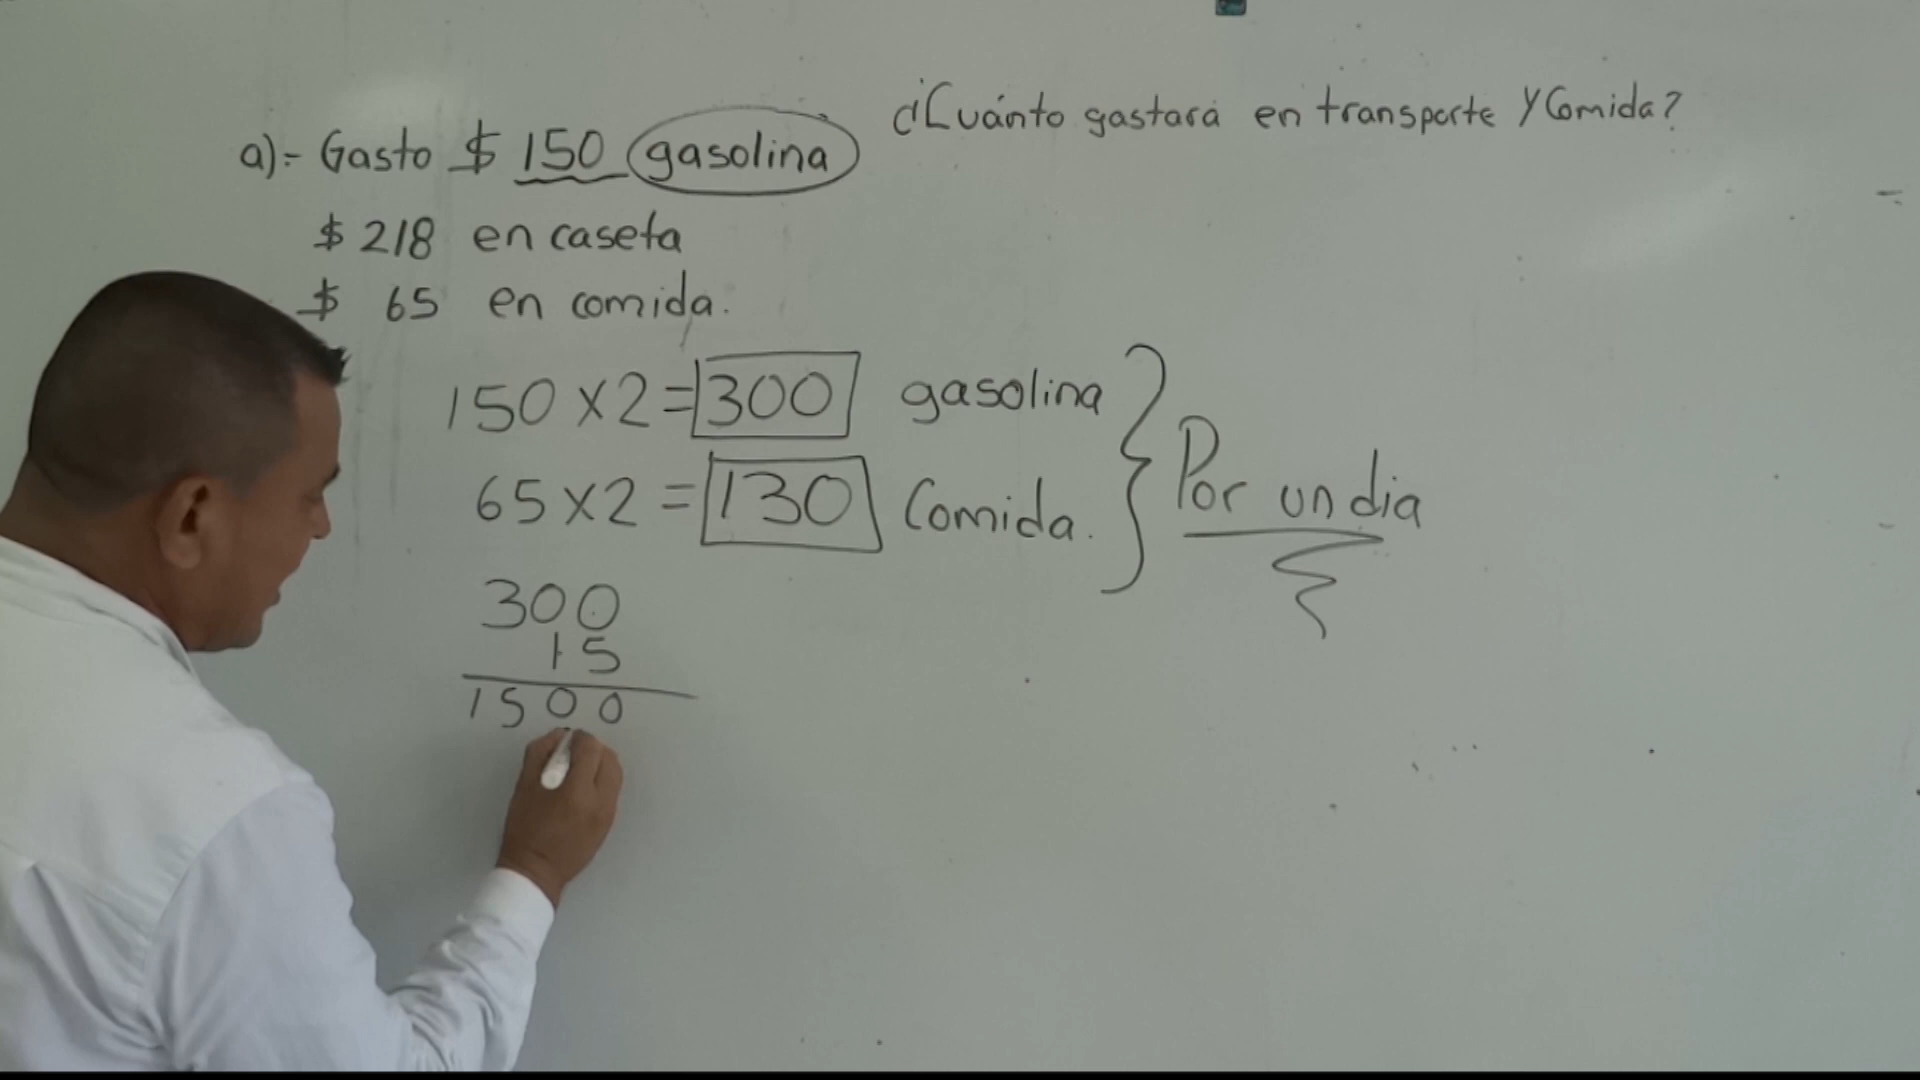 a).- Gasto $ 150 gasolina
¿Cuánto gastará en transporte y Comida?
$ 218 en caseta
$ 65 en comida.
150 x 2 = 300 gasolina
65 x 2 = 130 Comida.
Por un dia
300
15
1500